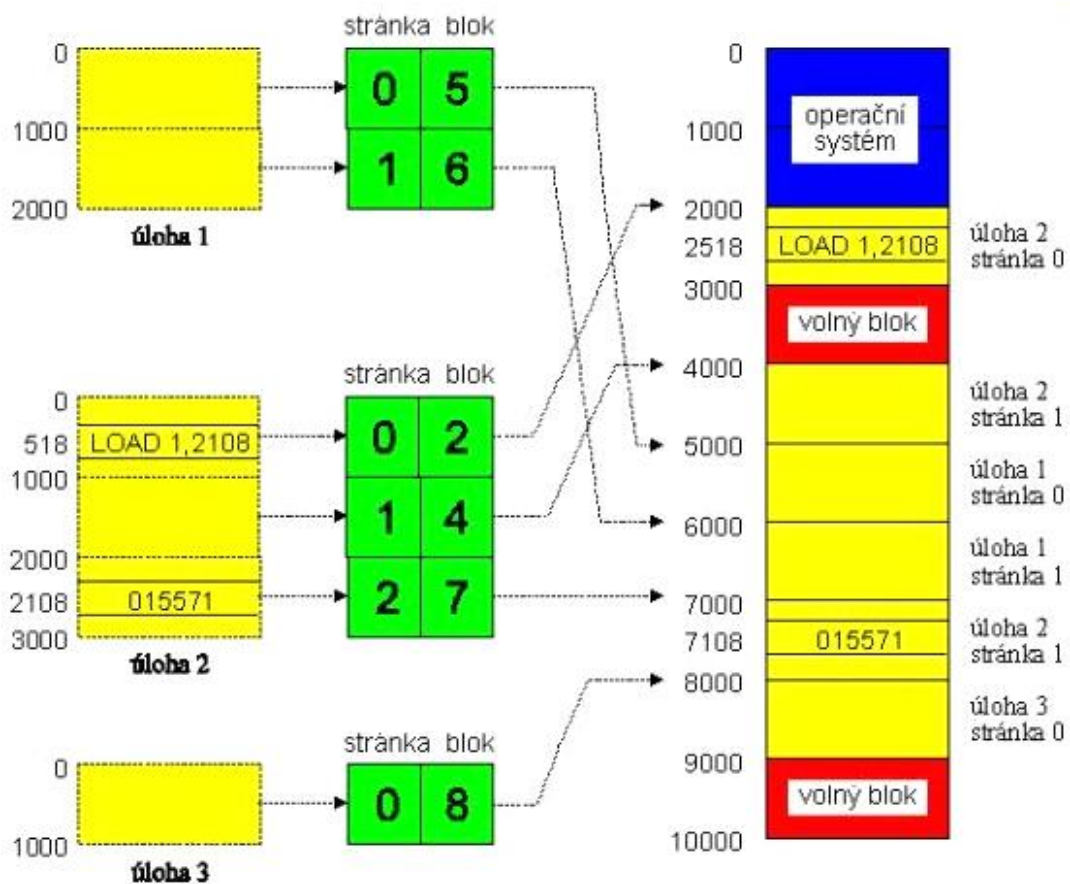 stránka blok
0
1000
2000
úloha 1
0 5
1 6
stránka blok
0
518
LOAD 1,2108
1000
2000
2108
015571
3000
úloha 2
0 2
1 4
2 7
stránka blok
0
1000
úloha 3
0 8
0
operační
systém
1000
2000
2518
LOAD 1,2108
úloha 2
stránka 0
3000
volný blok
4000
úloha 2
stránka 1
5000
úloha 1
stránka 0
6000
úloha 1
stránka 1
7000
7108
015571
úloha 2
stránka 1
8000
úloha 3
stránka 0
9000
volný blok
10000